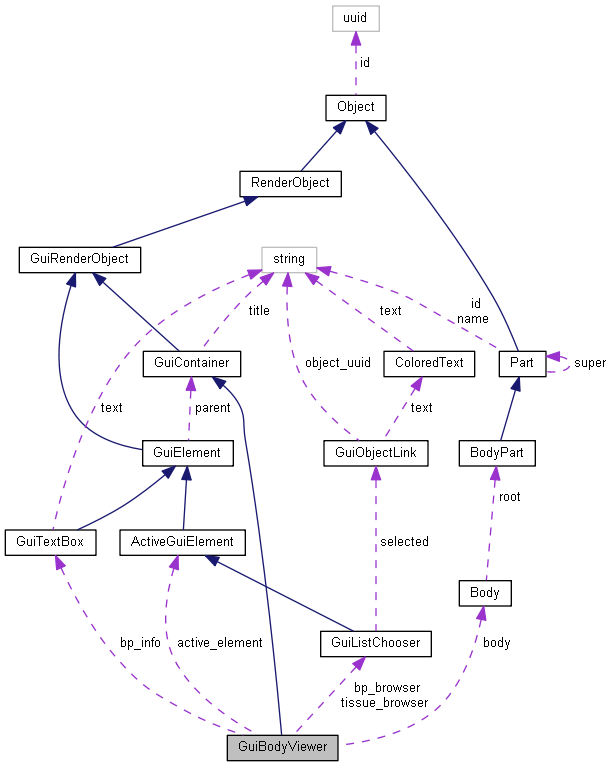 uuid
id
Object
RenderObject
GuiRenderObject
string
id
name
title
text
GuiContainer
object_uuid
ColoredText
Part
super
text
parent
text
GuiElement
GuiObjectLink
BodyPart
root
GuiTextBox
ActiveGuiElement
selected
Body
bp_info
active_element
GuiListChooser
body
bp_browser
tissue_browser
GuiBodyViewer